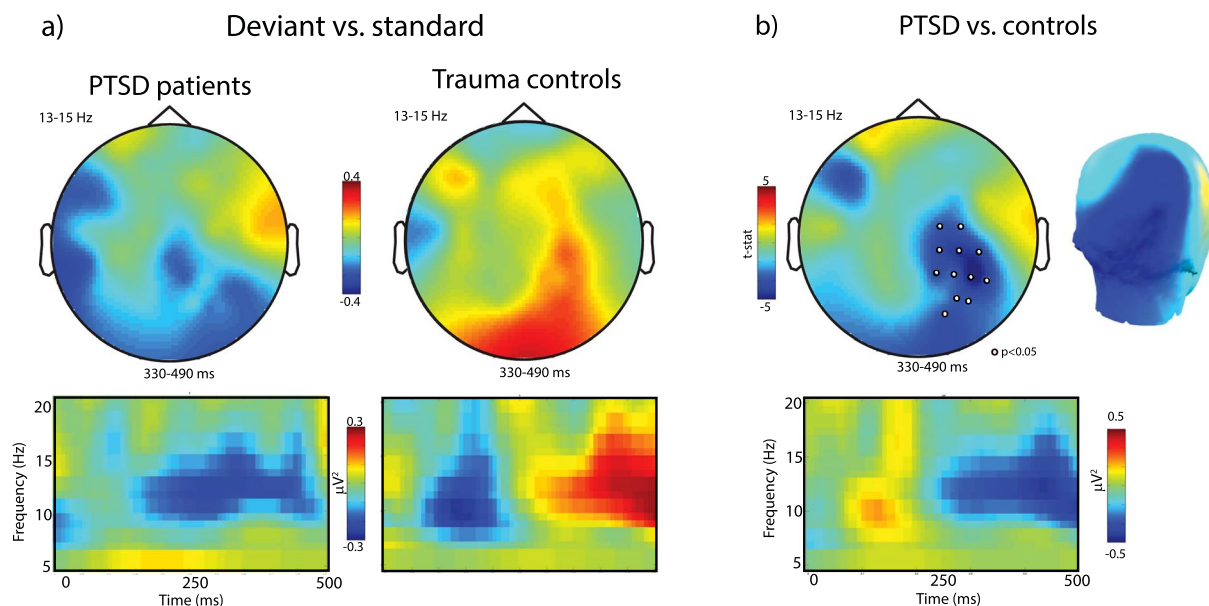 a)
Deviant vs. standard
b)
PTSD vs. controls
PTSD patients
Trauma controls
13-15 Hz
13-15 Hz
13-15 Hz
0.4
-0.4
5
t-stat
-5
p<0.05
330-490 ms
330-490 ms
330-490 ms
20
15
10
5
Frequency (Hz)
0
250
500
Time (ms)
0.3
μV²
-0.3
20
15
10
5
Frequency (Hz)
0
250
500
Time (ms)
0.5
μV²
-0.5